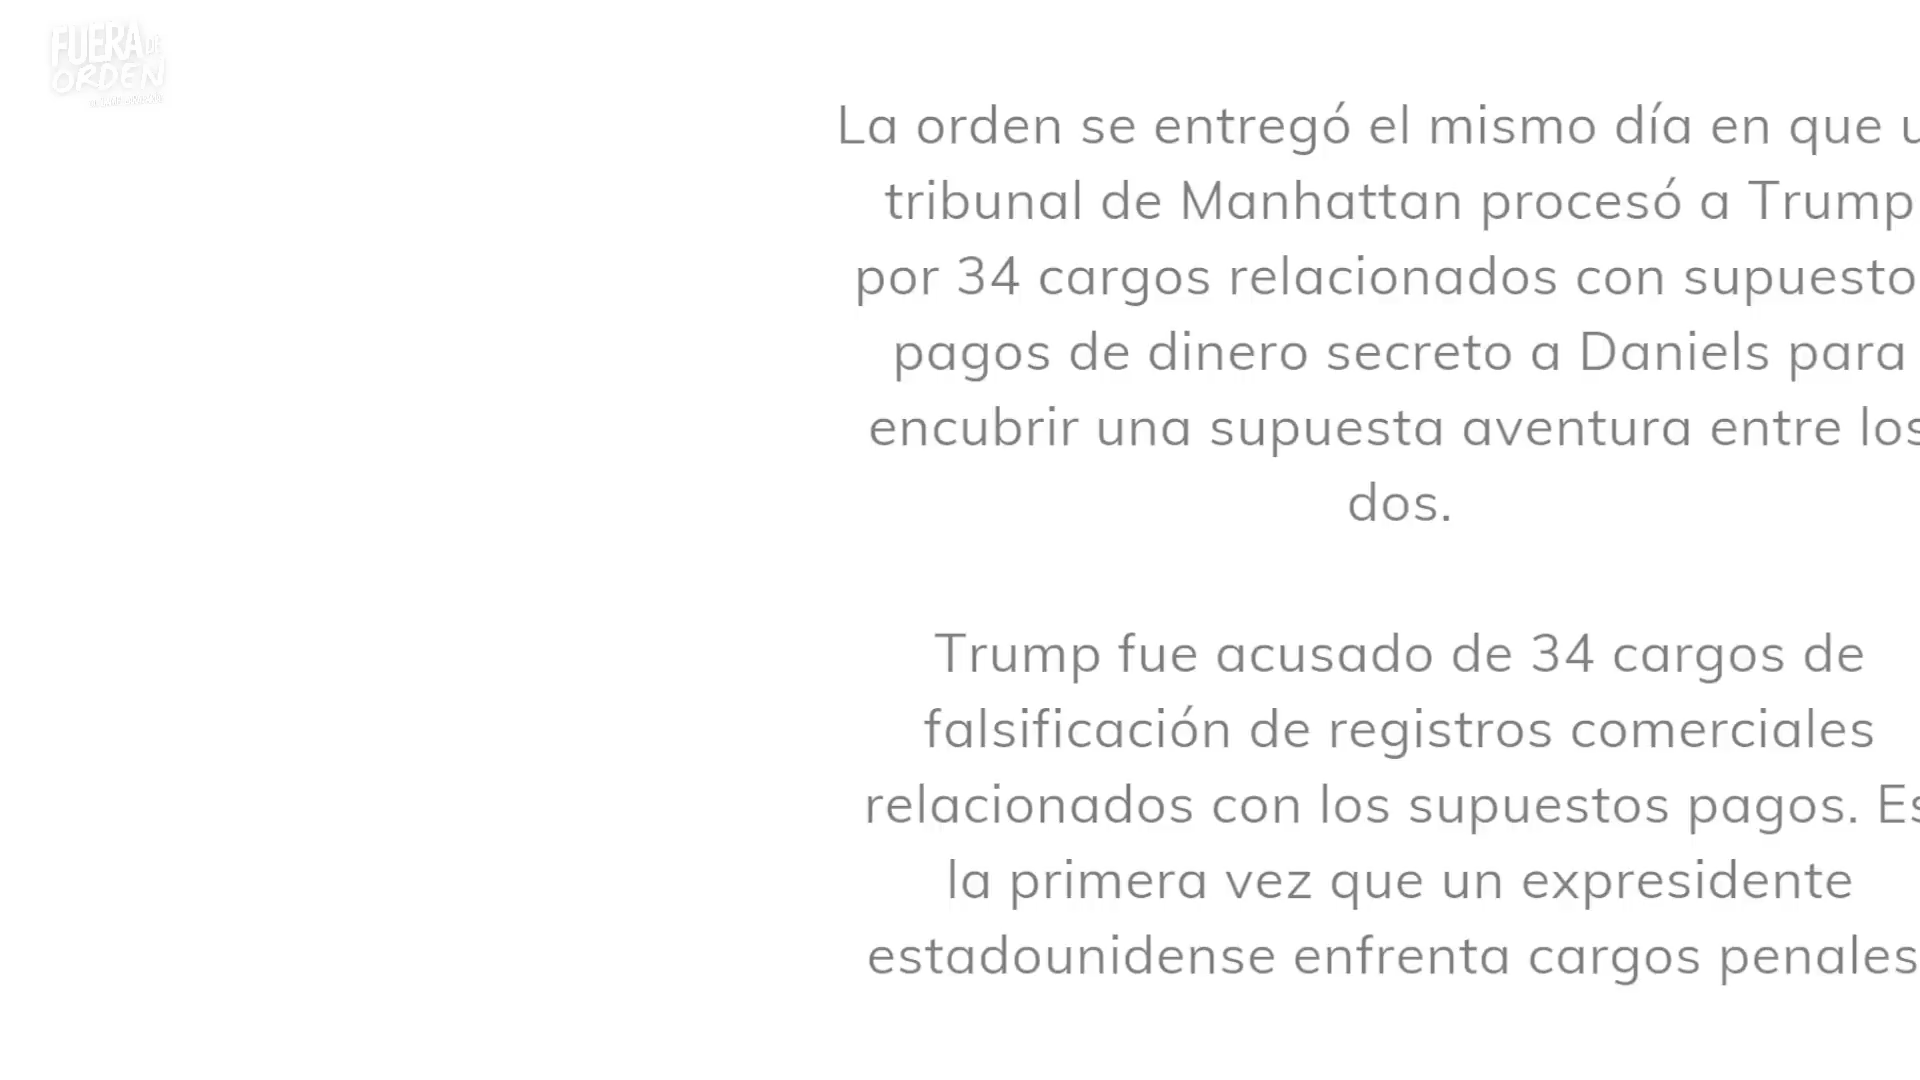 FUERA DE
ORDEN
La orden se entregó el mismo día en que
tribunal de Manhattan procesó a Trump
por 34 cargos relacionados con supuesto
pagos de dinero secreto a Daniels para
encubrir una supuesta aventura entre los
dos.
Trump fue acusado de 34 cargos de
falsificación de registros comerciales
relacionados con los supuestos pagos. Es
la primera vez que un expresidente
estadounidense enfrenta cargos penales